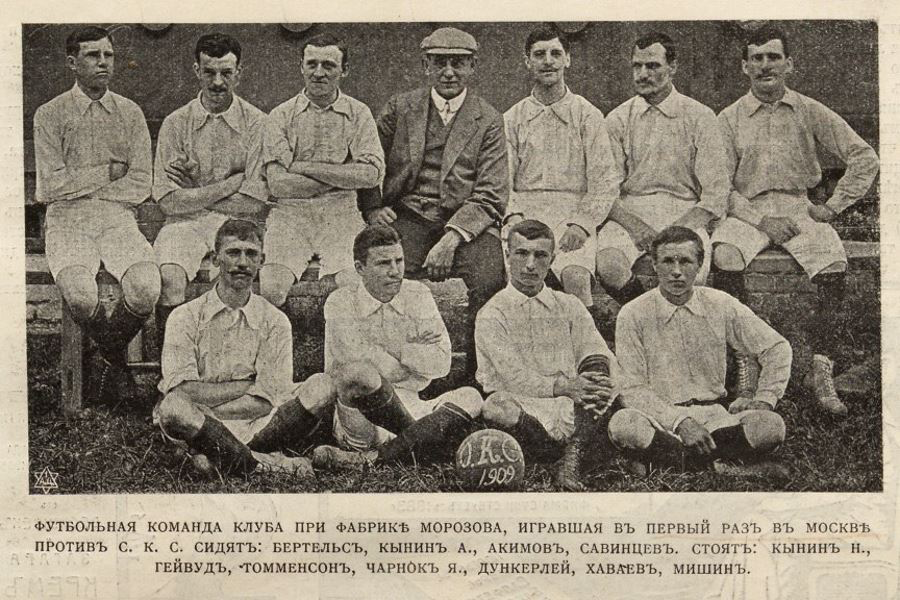 О.К.С.
1909
ФУТБОЛЬНАЯ КОМАНДА КЛУБА ПРИ ФАБРИКѢ МОРОЗОВА, ИГРАВШАЯ ВЪ ПЕРВЫЙ РАЗЪ ВЪ МОСКВѢ
ПРОТИВЪ С. К. С. СИДЯТЪ: БЕРТЕЛЬСЪ, КЫНИНЪ А., АКИМОВЪ, САВИНЦЕВЪ. СТОЯТЪ: КЫНИНЪ Н.,
ГЕЙВУДЪ, ТОММЕНСОНЪ, ЧАРНОКЪ Я., ДУНКЕРЛЕЙ, ХАВАЕВЪ, МИШИНЪ.